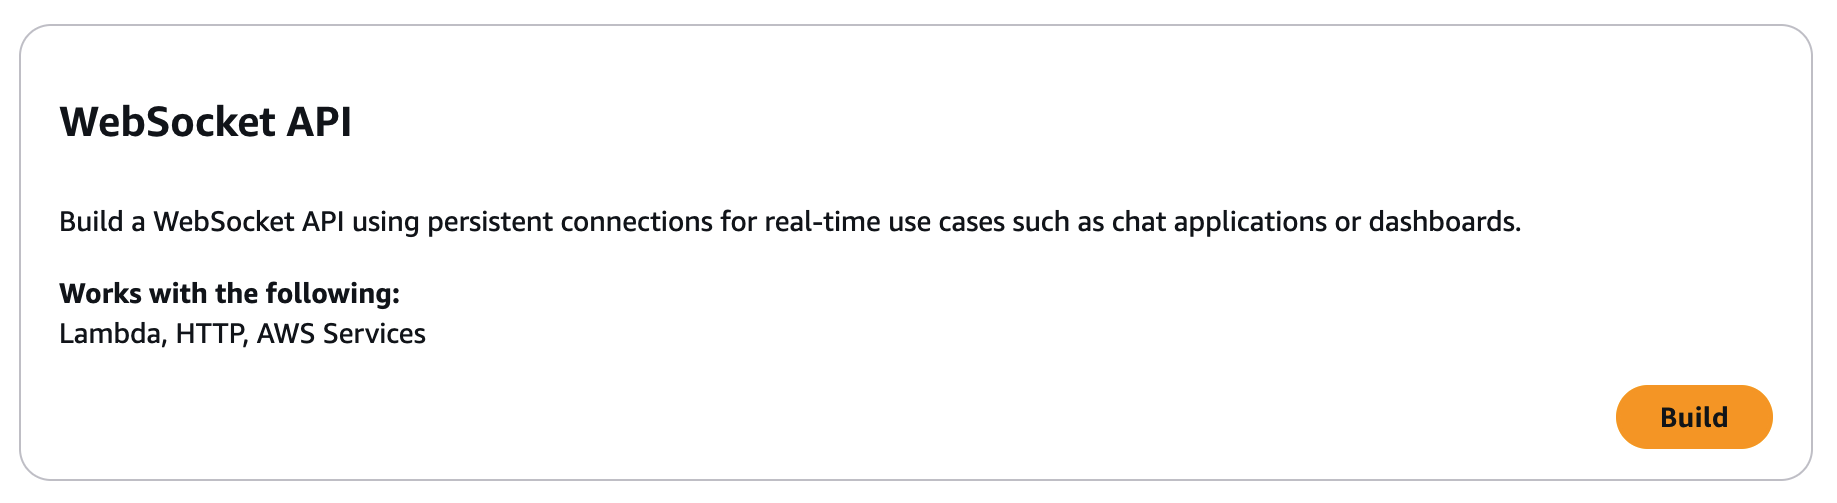 WebSocket API
Build a WebSocket API using persistent connections for real-time use cases such as chat applications or dashboards.
Works with the following:
Lambda, HTTP, AWS Services
Build